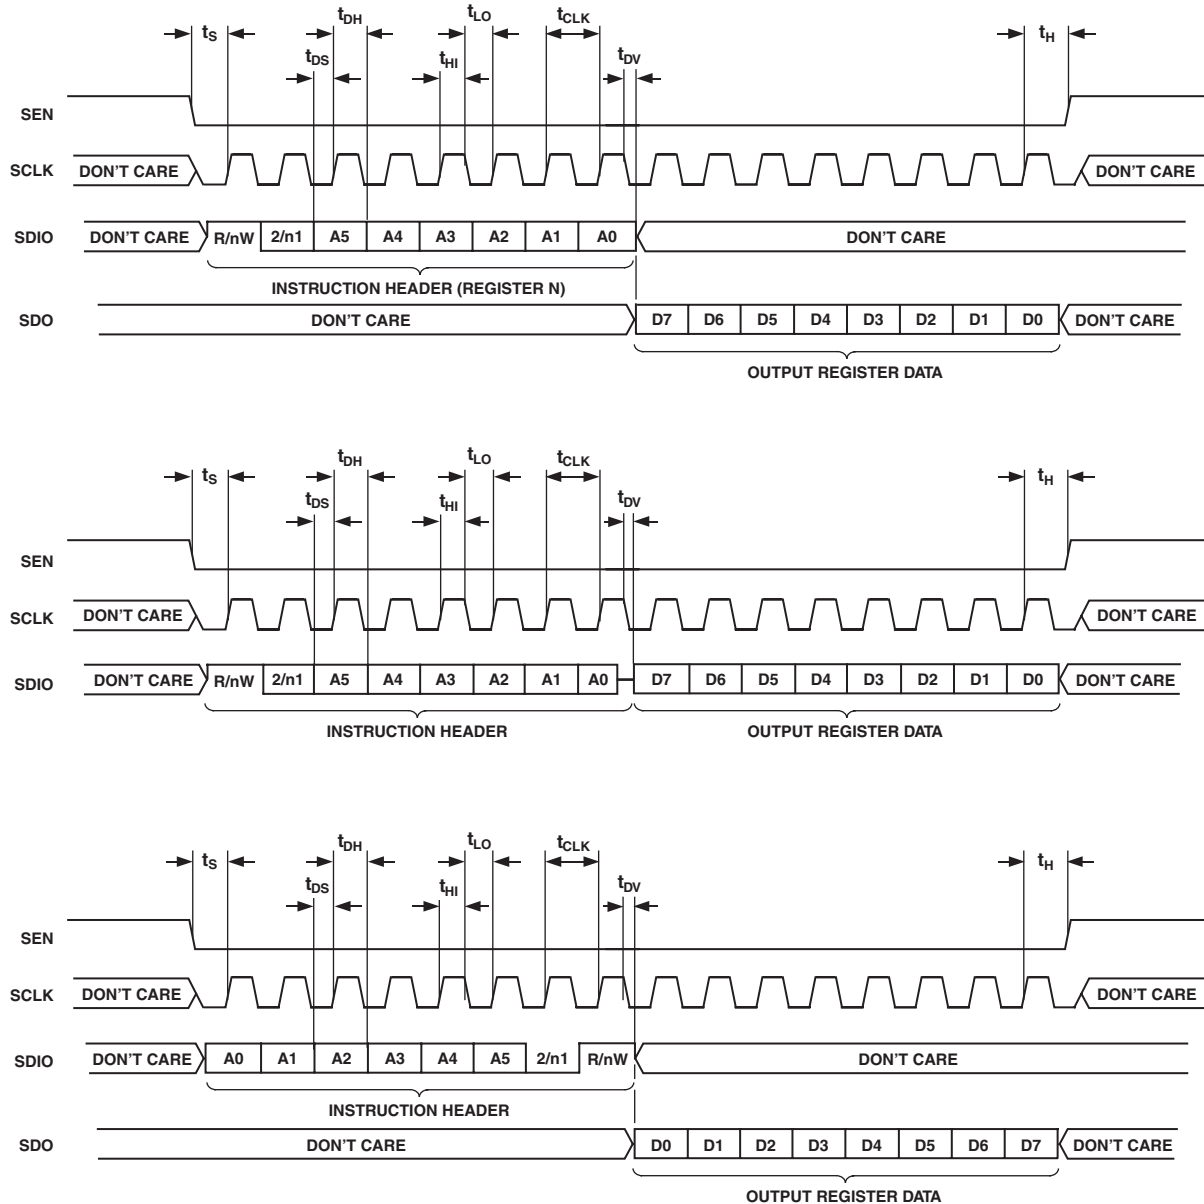 tS tDH tLO tCLK tH
tDS tHI tDV
SEN
SCLK DON'T CARE DON'T CARE
SDIO DON'T CARE R/nW 2/n1 A5 A4 A3 A2 A1 A0 DON'T CARE
INSTRUCTION HEADER (REGISTER N)
SDO DON'T CARE D7 D6 D5 D4 D3 D2 D1 D0 DON'T CARE
OUTPUT REGISTER DATA
tS tDH tLO tCLK tH
tDS tHI tDV
SEN
SCLK DON'T CARE DON'T CARE
SDIO DON'T CARE R/nW 2/n1 A5 A4 A3 A2 A1 A0 D7 D6 D5 D4 D3 D2 D1 D0 DON'T CARE
INSTRUCTION HEADER OUTPUT REGISTER DATA
tS tDH tLO tCLK tH
tDS tHI tDV
SEN
SCLK DON'T CARE DON'T CARE
SDIO DON'T CARE A0 A1 A2 A3 A4 A5 2/n1 R/nW DON'T CARE
INSTRUCTION HEADER
SDO DON'T CARE D0 D1 D2 D3 D4 D5 D6 D7 DON'T CARE
OUTPUT REGISTER DATA